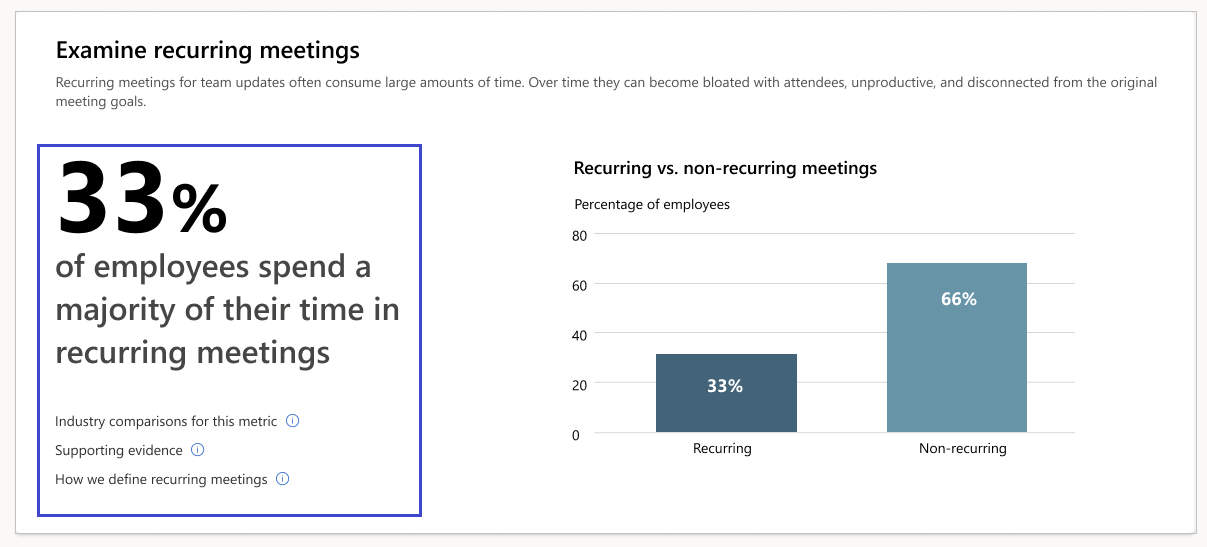 Examine recurring meetings
Recurring meetings for team updates often consume large amounts of time. Over time they can become bloated with attendees, unproductive, and disconnected from the original
meeting goals.
33%
of employees spend a
majority of their time in
recurring meetings
Industry comparisons for this metric
Supporting evidence
How we define recurring meetings
Recurring vs. non-recurring meetings
Percentage of employees
80
60
40
20
0
33%
66%
Recurring
Non-recurring